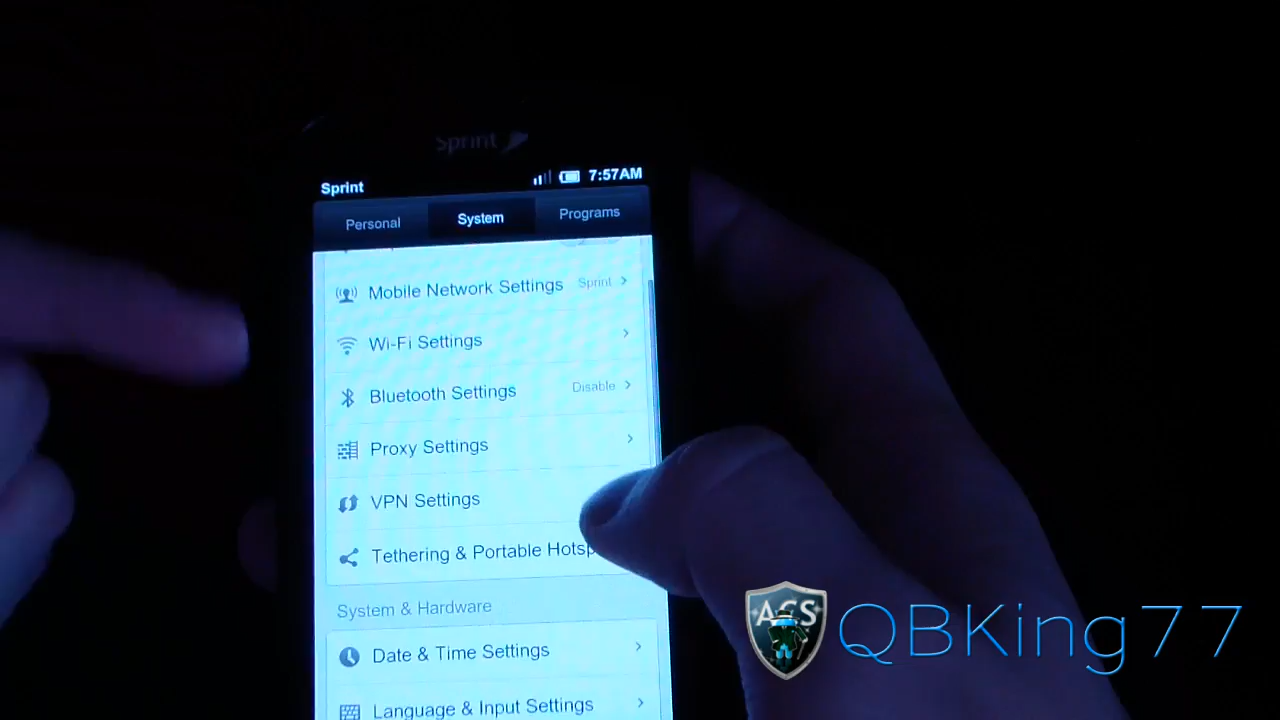 Sprint
Sprint 7:57AM
Personal System Programs
Mobile Network Settings Sprint
Wi-Fi Settings
Bluetooth Settings Disable
Proxy Settings
VPN Settings
Tethering & Portable Hotsp
System & Hardware
Date & Time Settings
Language & Input Settings
ACS
QBKing77